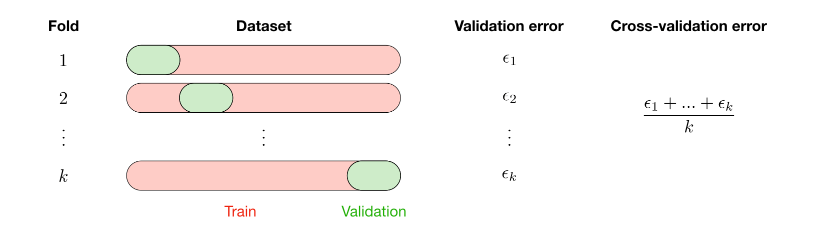 Fold Dataset Validation error Cross-validation error
1 ϵ₁
2 ϵ₂
⋮ ⋮ ⋮
k ϵₖ
ϵ₁ + ... + ϵₖ
k
Train Validation